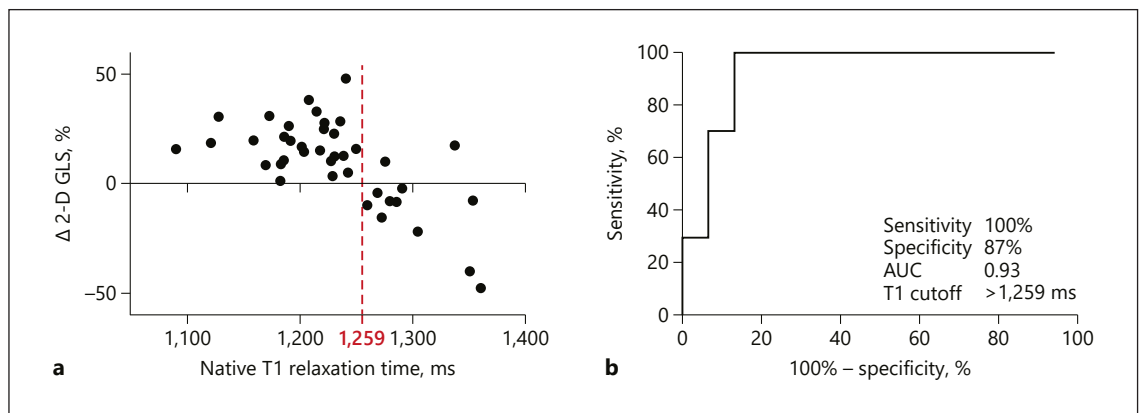 50
0
−50
Δ 2-D GLS, %
1,100
1,200
1,259
1,300
1,400
Native T1 relaxation time, ms
a
100
80
60
40
20
0
Sensitivity, %
Sensitivity 100%
Specificity 87%
AUC 0.93
T1 cutoff >1,259 ms
0
20
40
60
80
100
100% – specificity, %
b